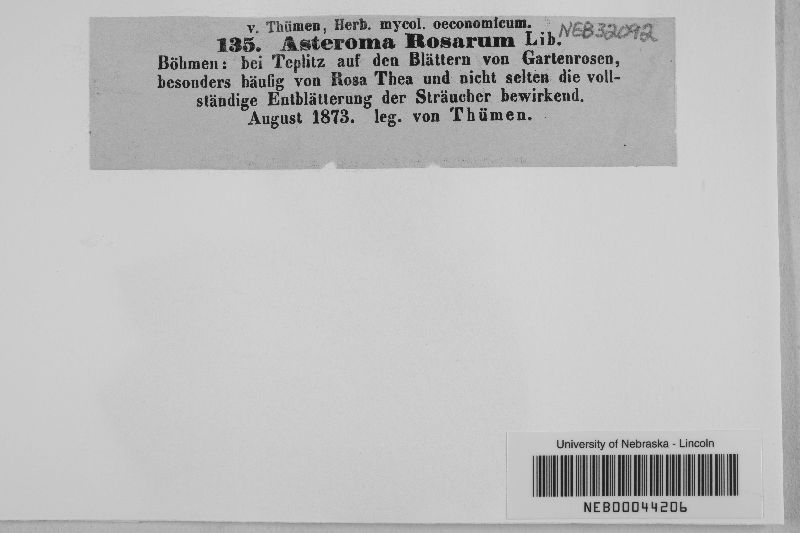 v. Thümen, Herb. mycol. oeconomicum.
NEB32092
135. Asteroma Rosarum Lib.
Böhmen: bei Teplitz auf den Blättern von Gartenrosen,
besonders häufig von Rosa Thea und nicht selten die voll-
ständige Entblätterung der Sträucher bewirkend.
August 1873. leg. von Thümen.
University of Nebraska - Lincoln
NEB00044206